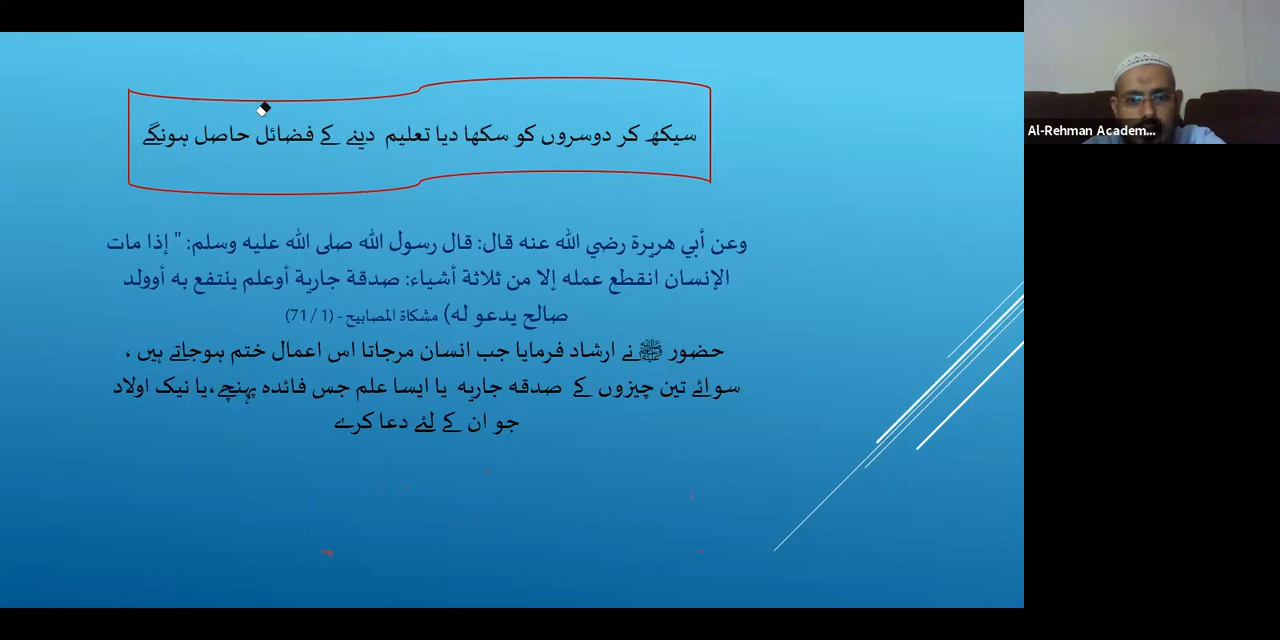 سیکھ کر دوسروں کو سکھا دیا تعلیم دینے کے فضائل حاصل ہونگے
وعن أبي هريرة رضي الله عنه قال: قال رسول الله صلى الله عليه وسلم: " إذا مات
الإنسان انقطع عمله إلا من ثلاثة أشياء: صدقة جارية أوعلم ينتفع به أوولد
صالح يدعو له) مشكاة المصابيح - (1/ 71)
حضور ﷺنے ارشاد فرمایا جب انسان مرجاتا اس اعمال ختم ہوجاتے ہیں ،
سوائے تین چیزوں کے صدقه جاریه یا ایسا علم جس فائده پہنچے،یا نیک اولاد
جو ان کے لئے دعا کرے
Al-Rehman Academ...